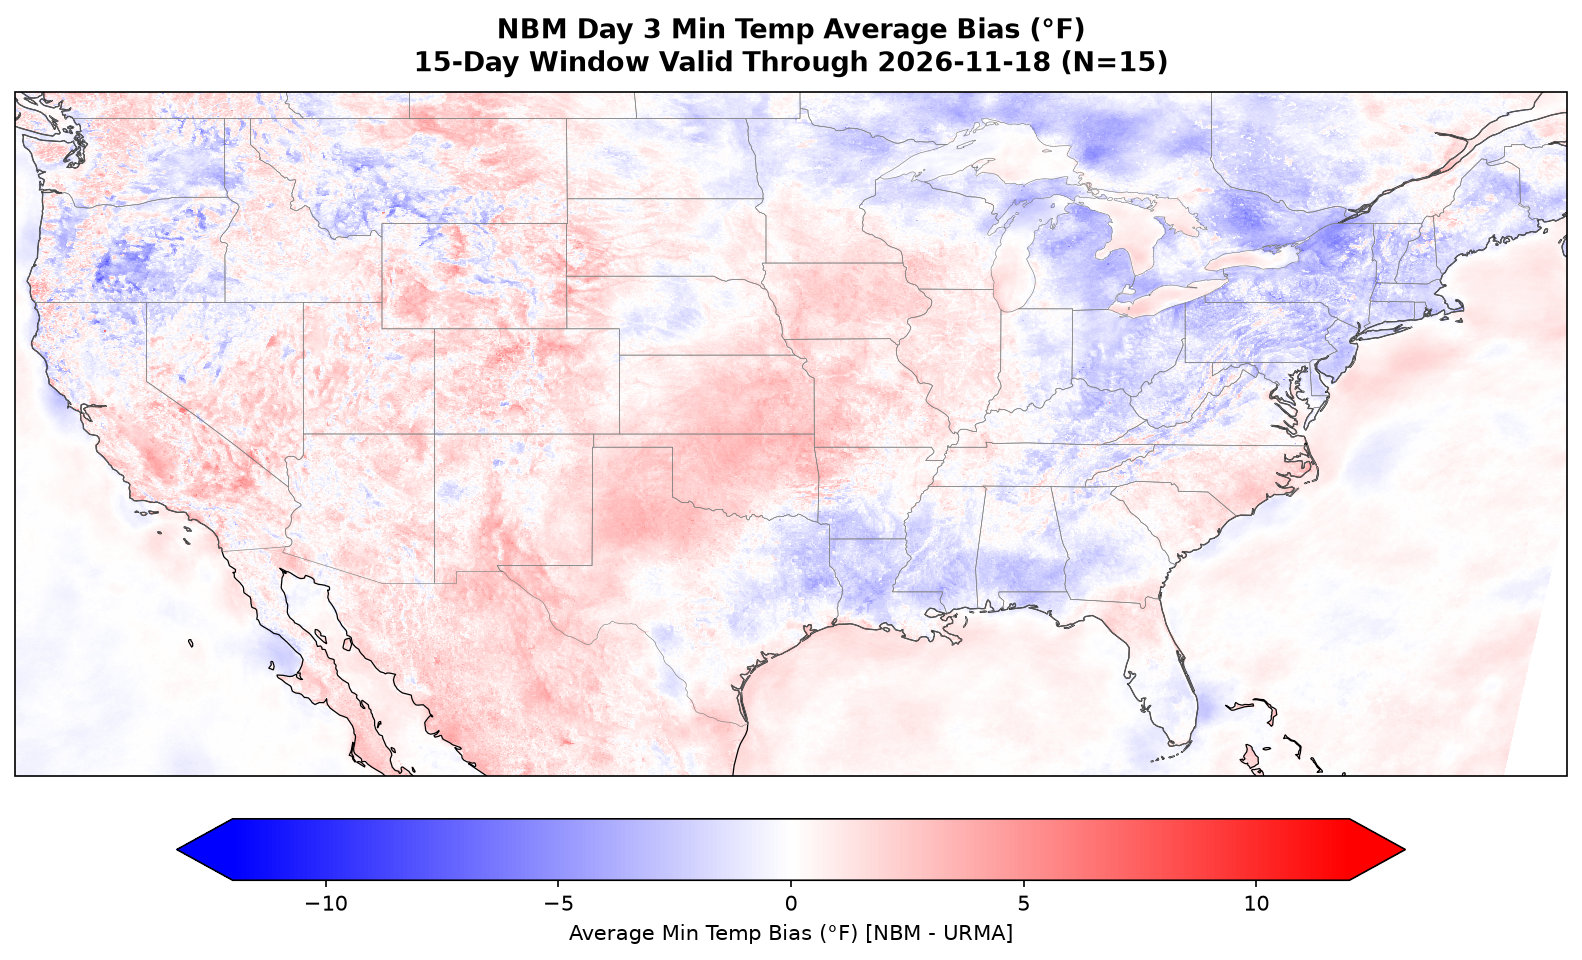 NBM Day 3 Min Temp Average Bias (°F)
15-Day Window Valid Through 2026-11-18 (N=15)
−10 −5 0 5 10
Average Min Temp Bias (°F) [NBM - URMA]